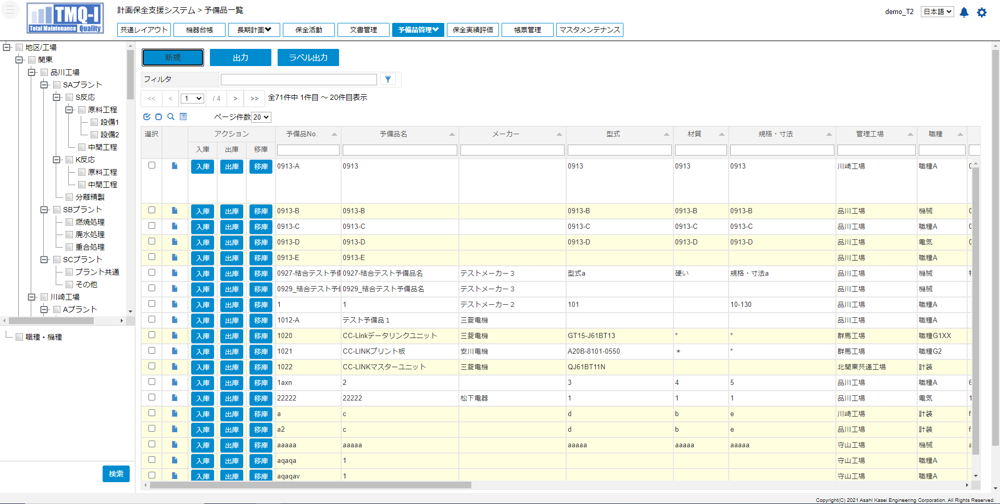 TMQ-I
Total Maintenance Quality
計画保全支援システム > 予備品一覧
demo_T2
日本語
共通レイアウト
機器台帳
長期計画
保全活動
文書管理
予備品管理
保全実績評価
帳票管理
マスタメンテナンス
地区/工場
関東
品川工場
SAプラント
S反応
原料工程
設備1
設備2
中間工程
K反応
原料工程
中間工程
分離精製
SBプラント
燃焼処理
廃水処理
重合処理
SCプラント
プラント共通
その他
川崎工場
Aプラント
職種・機種
検索
新規 出力 ラベル出力
フィルタ
<< < 1 / 4 > >> 全71件中 1件目 ～ 20件目表示
ページ件数 20
選択 アクション 予備品No. 予備品名 メーカー 型式 材質 規格・寸法 管理工場 職種
入庫 出庫 移庫
入庫 出庫 移庫 0913-A 0913 0913 0913 0913 川崎工場 職種A
入庫 出庫 移庫 0913-B 0913-B 0913-B 0913-B 0913-B 品川工場 機械
入庫 出庫 移庫 0913-C 0913-C 0913-C 0913-C 0913-C 品川工場 職種A
入庫 出庫 移庫 0913-D 0913-D 0913-D 0913-D 0913-D 品川工場 電気
入庫 出庫 移庫 0913-E 0913-E 品川工場 職種A
入庫 出庫 移庫 0927-結合テスト予備 0927-結合テスト予備品名 テストメーカー３ 型式a 硬い 規格・寸法a 品川工場 機械
入庫 出庫 移庫 0929_結合テスト予 0929_結合テスト予備品名 テストメーカー３ 品川工場 機械
入庫 出庫 移庫 1 1 テストメーカー２ 101 10-130 品川工場 職種A
入庫 出庫 移庫 1012-A テスト予備品１ 三菱電機 品川工場 職種A
入庫 出庫 移庫 1020 CC-Linkデータリンクユニット 三菱電機 GT15-J61BT13 * * 群馬工場 職種G1XX
入庫 出庫 移庫 1021 CC-LINKプリント板 安川電機 A20B-8101-0550 ＊ * 群馬工場 職種G2
入庫 出庫 移庫 1022 CC-LINKマスターユニット 三菱電機 QJ61BT11N 北関東共通工場 計装
入庫 出庫 移庫 1axn 2 3 4 5 品川工場 職種A
入庫 出庫 移庫 22222 22222 松下電器 1 1 1 品川工場 電気
入庫 出庫 移庫 a c d b e 川崎工場 計装
入庫 出庫 移庫 a2 c d b e 品川工場 計装
入庫 出庫 移庫 aaaaa aaaaa aaaaa aaaaa aaaaa 守山工場 機械
入庫 出庫 移庫 aqaqa 1 守山工場 職種A
入庫 出庫 移庫 aqaqav 1 守山工場 職種A
Copyright(C) 2021 Asahi Kasei Engineering Corporation. All Rights Reserved.